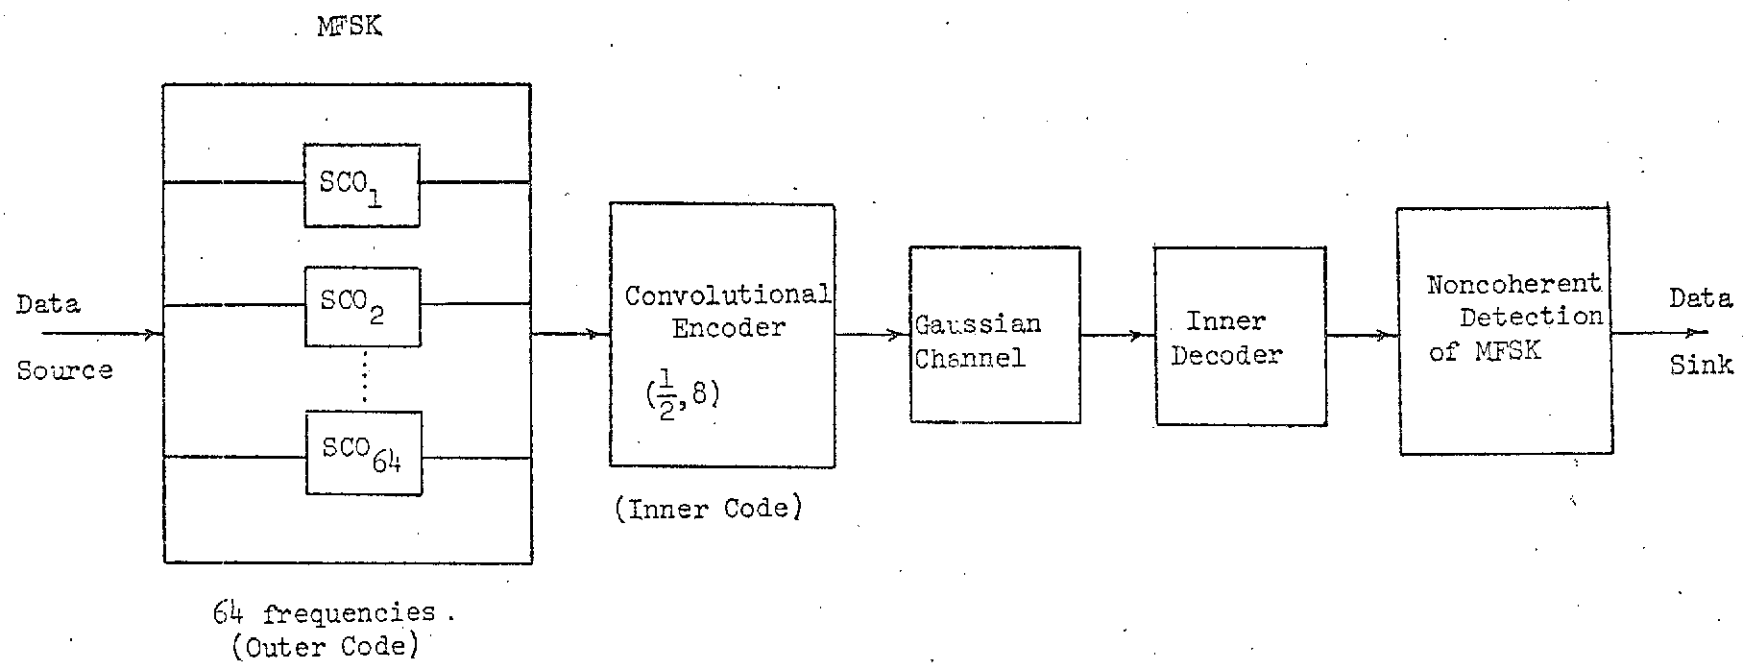 MFSK
SCO1
SCO2
SCO64
Data
Source
64 frequencies.
(Outer Code)
Convolutional
Encoder
(1/2,8)
(Inner Code)
Gaussian
Channel
Inner
Decoder
Noncoherent
Detection
of MFSK
Data
Sink